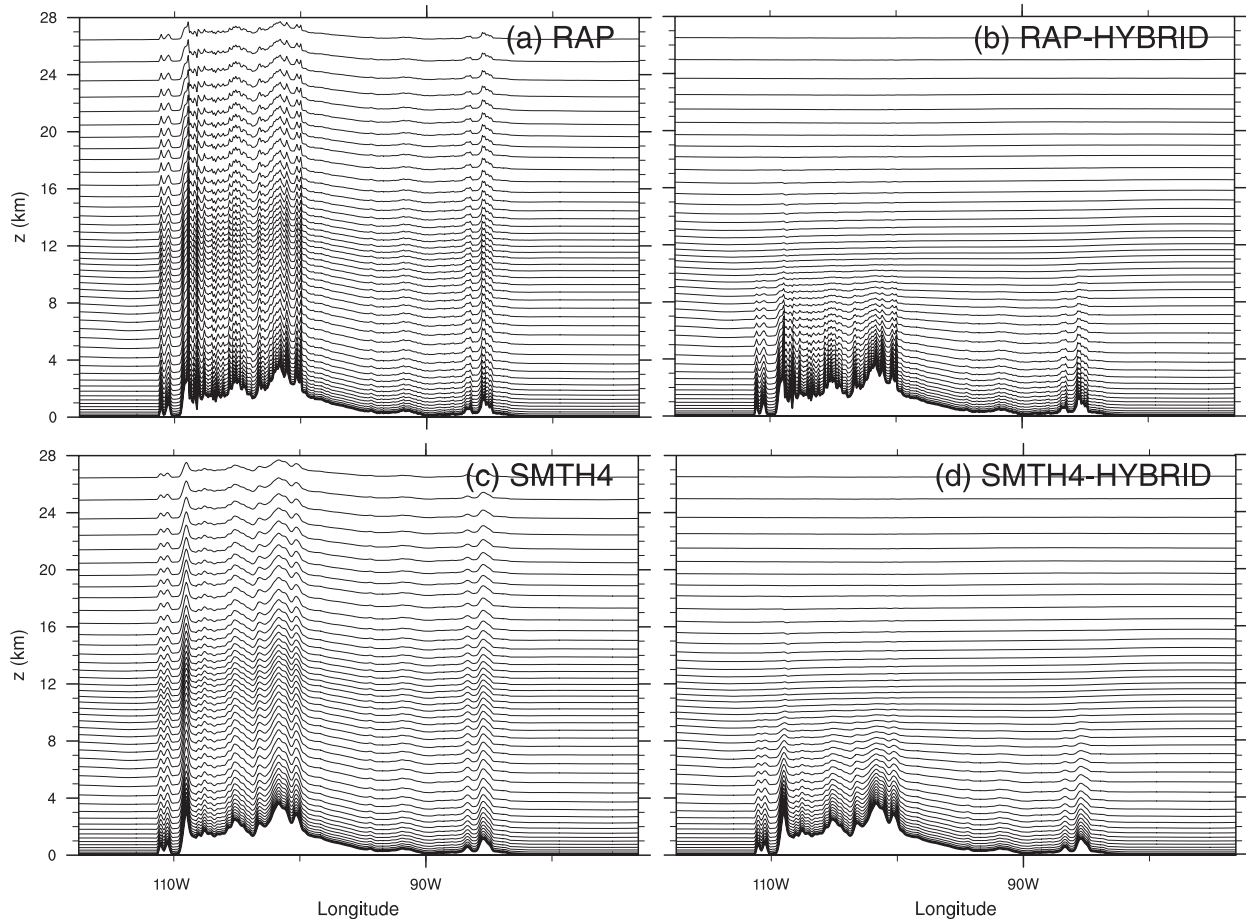 28
24
20
16
12
8
4
0
z (km)
(a) RAP
(b) RAP-HYBRID
28
24
20
16
12
8
4
0
z (km)
(c) SMTH4
(d) SMTH4-HYBRID
110W
90W
110W
90W
Longitude
Longitude